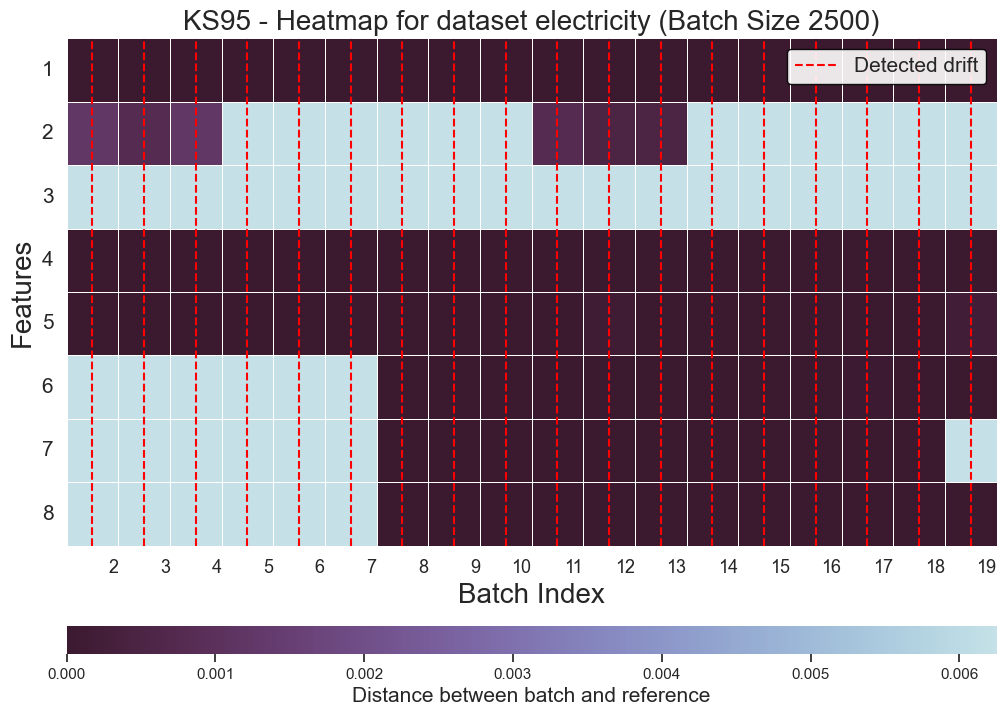 KS95 - Heatmap for dataset electricity (Batch Size 2500)
Detected drift
Features
1
2
3
4
5
6
7
8
2 3 4 5 6 7 8 9 10 11 12 13 14 15 16 17 18 19
Batch Index
0.000 0.001 0.002 0.003 0.004 0.005 0.006
Distance between batch and reference